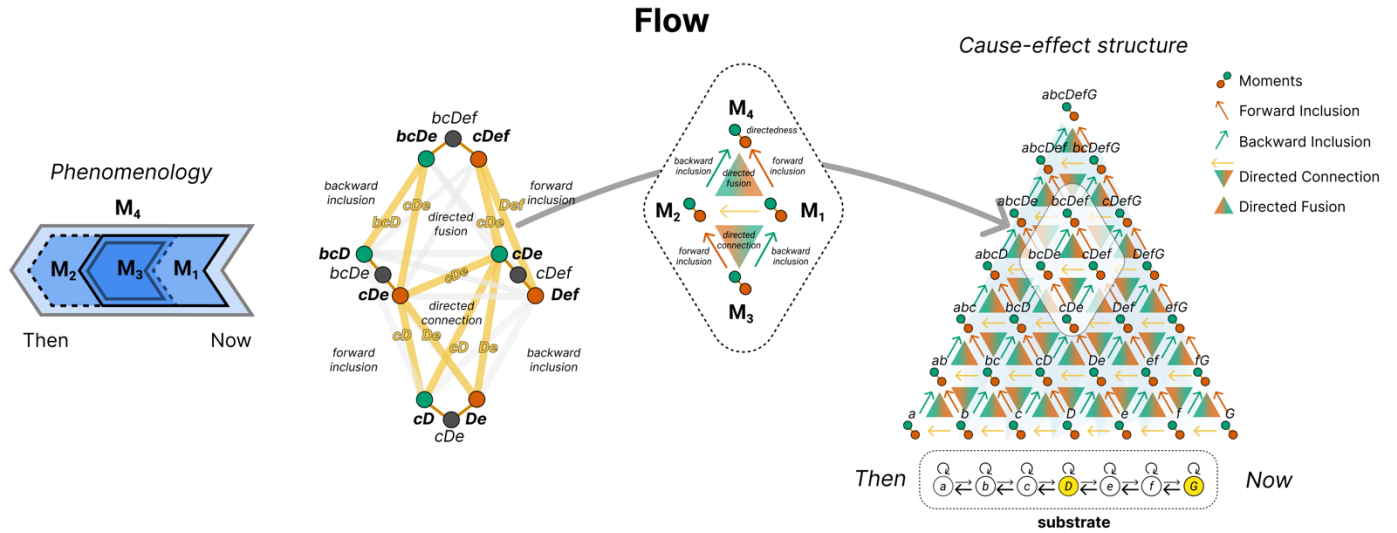 Flow
Phenomenology
M4
M2
M3
M1
Then
Now
bcDef
bcDe
cDef
backward
inclusion
forward
inclusion
bcD
cDe
cDe
Def
directed
fusion
bcD
cDe
bcDe
cDef
cDe
cDe
Def
directed
connection
cD
De
cD
De
forward
inclusion
backward
inclusion
cD
De
cDe
M4
directedness
backward
inclusion
forward
inclusion
directed
fusion
M2
M1
directed
connection
forward
inclusion
backward
inclusion
M3
Cause-effect structure
Moments
Forward Inclusion
Backward Inclusion
Directed Connection
Directed Fusion
abcDefG
abcDef
bcDefG
abcDe
bcDef
cDefG
abcD
bcDe
cDef
DefG
abc
bcD
cDe
Def
efG
ab
bc
cD
De
ef
fG
a
b
c
D
e
f
G
Then
a
b
c
D
e
f
G
Now
substrate